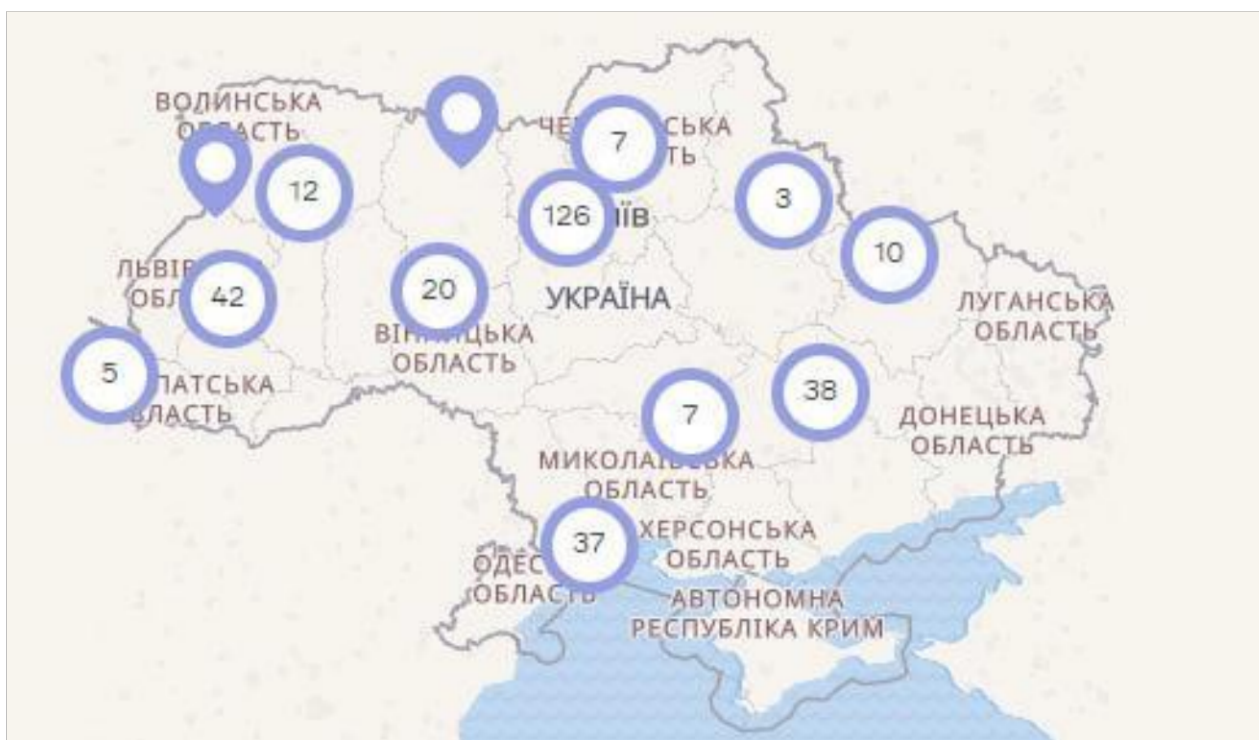 ВОЛИНСЬКА
ОБЛАСТЬ
7
12
3
126
10
ЛЬВІВ
42
20
УКРАЇНА
ЛУГАНСЬКА
ОБЛАСТЬ
ВІННИЦЬКА
ОБЛАСТЬ
5
38
7
ДОНЕЦЬКА
ОБЛАСТЬ
МИКОЛАЇВСЬКА
ОБЛАСТЬ
37
ХЕРСОНСЬКА
ОБЛАСТЬ
ОБЛАСТЬ
АВТОНОМНА
РЕСПУБЛІКА КРИМ